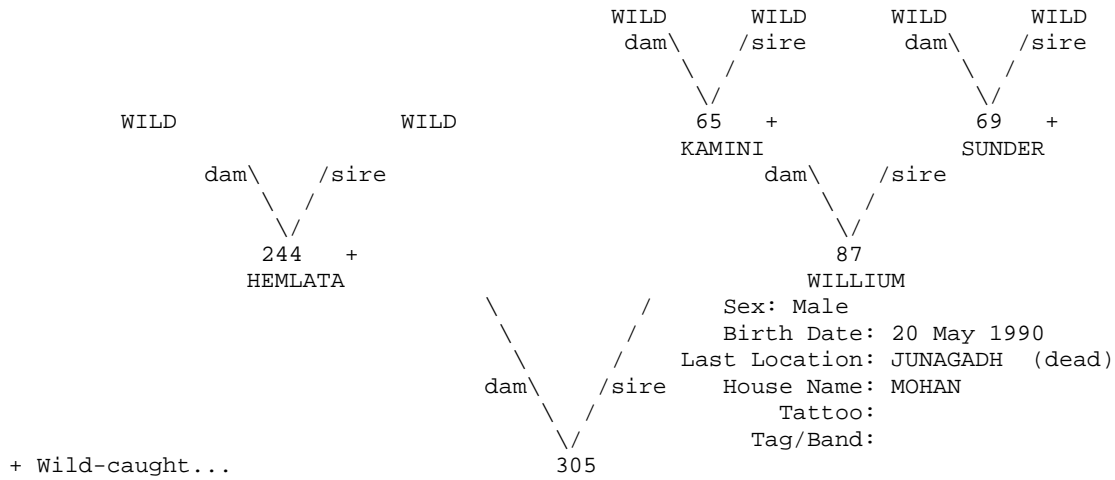 WILD WILD WILD WILD
dam\ /sire dam\ /sire
\ / \ /
\/ \/
WILD WILD 65 + 69 +
KAMINI SUNDER
dam\ /sire dam\ /sire
\ / \ /
\/ \/
244 + 87
HEMLATA WILLIUM
\ / Sex: Male
\ / Birth Date: 20 May 1990
\ / Last Location: JUNAGADH (dead)
dam\ /sire House Name: MOHAN
\ / Tattoo:
\/ Tag/Band:
+ Wild-caught... 305